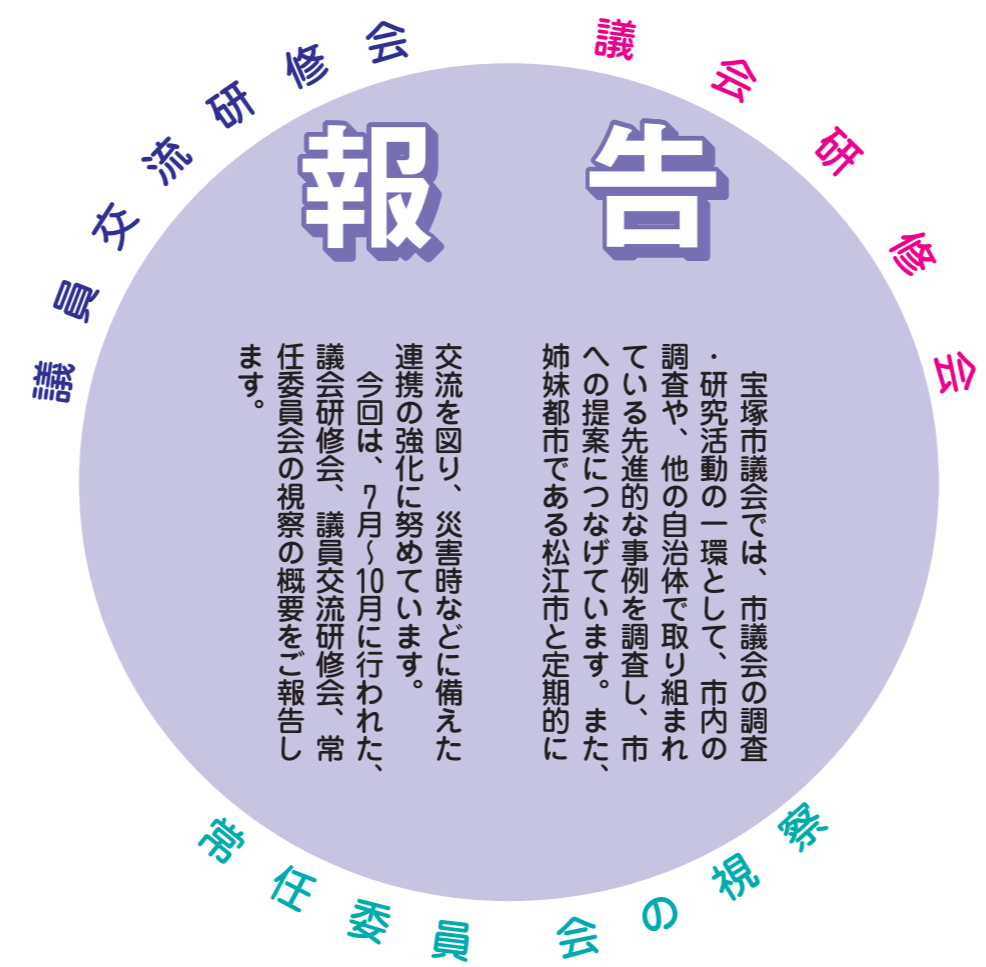 議員交流研修会
議会研修会
報告
　宝塚市議会では、市議会の調査
・研究活動の一環として、市内の
調査や、他の自治体で取り組まれ
ている先進的な事例を調査し、市
への提案につなげています。また、
姉妹都市である松江市と定期的に
交流を図り、災害時などに備えた
連携の強化に努めています。
　今回は、7月～10月に行われた、
議会研修会、議員交流研修会、常
任委員会の視察の概要をご報告し
ます。
常任委員会の視察